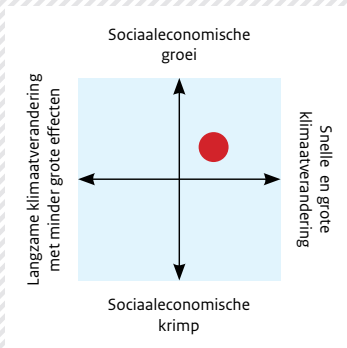 Sociaaleconomische
groei
Langzame klimaatverandering
met minder grote effecten
Snelle en grote
klimaatverandering
Sociaaleconomische
krimp